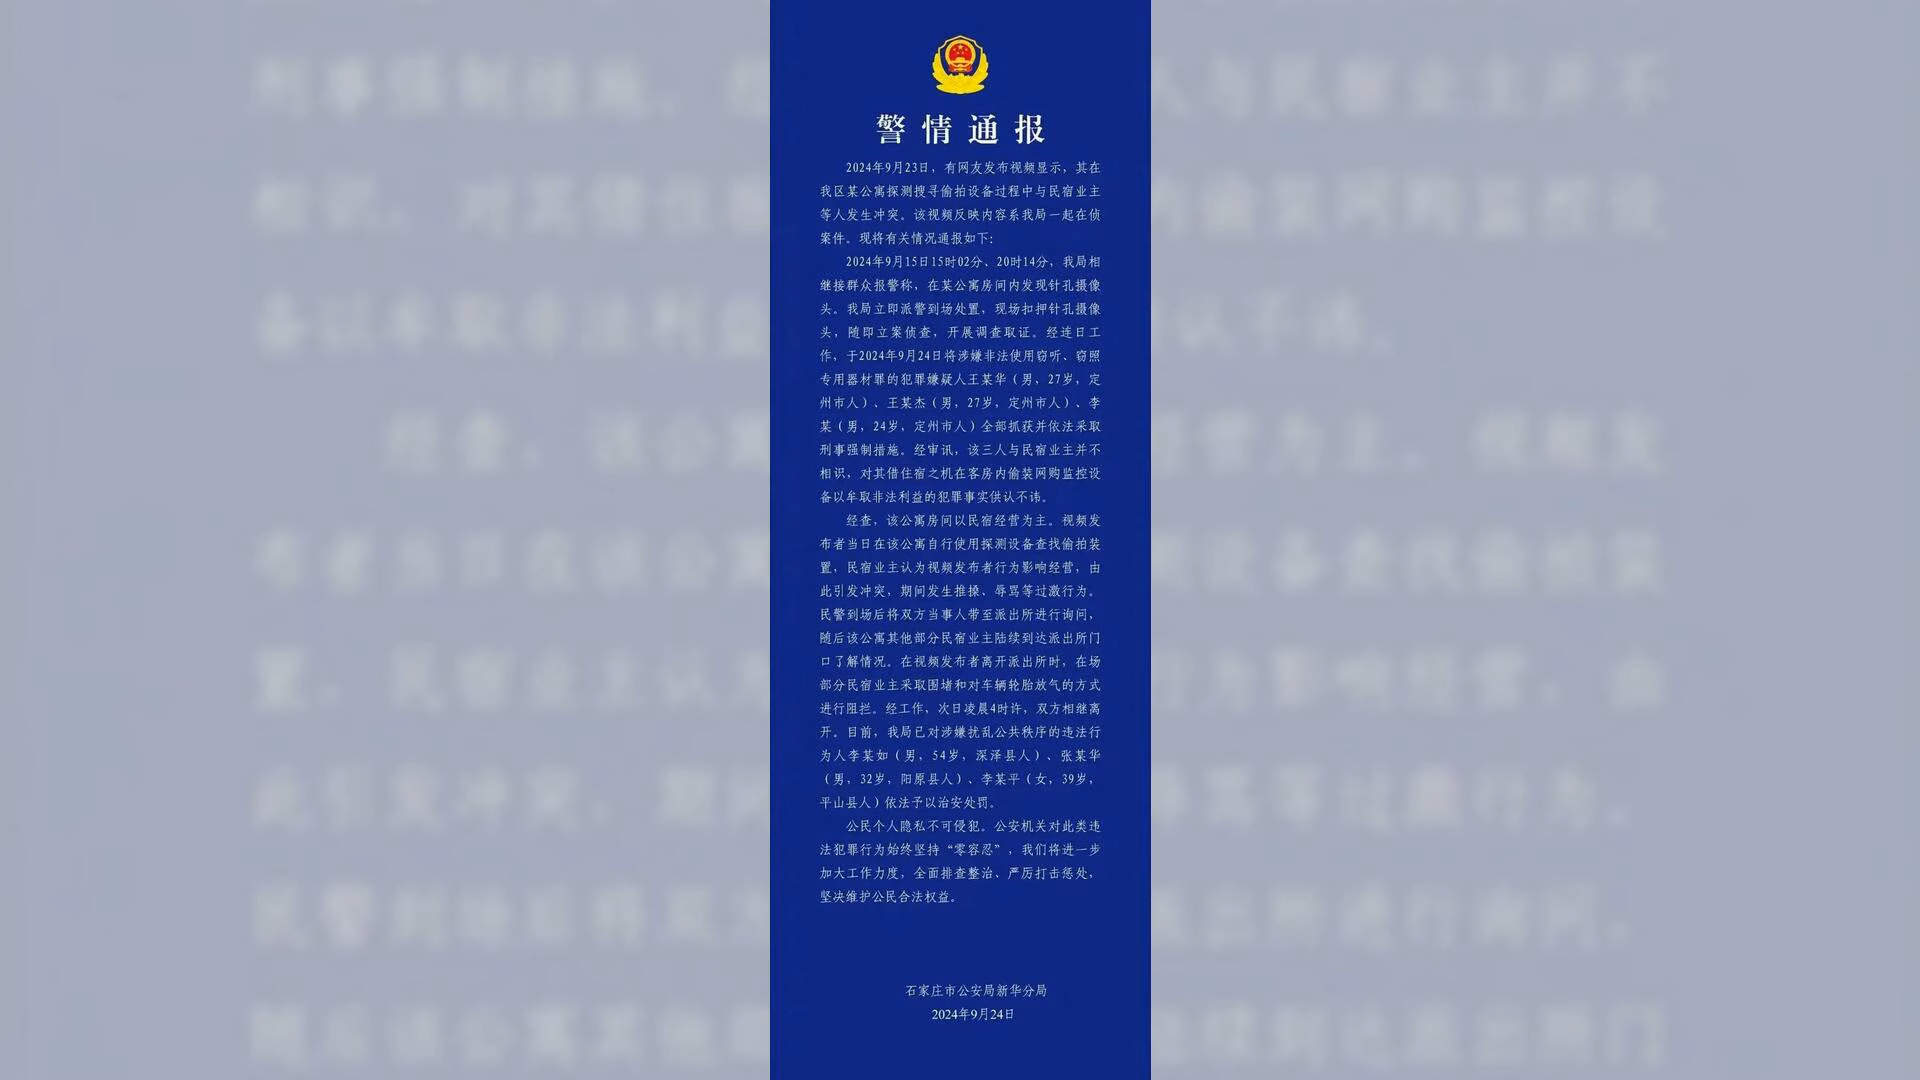 警情通报
2024年9月23日，有网友发布视频显示，其在
我区某公寓探测搜寻偷拍设备过程中与民宿业主
等人发生冲突。该视频反映内容系我局一起在侦
案件。现将有关情况通报如下：
2024年9月15日15时02分、20时14分，我局相
继接群众报警称，在某公寓房间内发现针孔摄像
头。我局立即派警到场处置，现场扣押针孔摄像
头，随即立案侦查，开展调查取证。经连日工
作，于2024年9月24日将涉嫌非法使用窃听、窃照
专用器材罪的犯罪嫌疑人王某华（男，27岁，定
州市人）、王某杰（男，27岁，定州市人）、李
某（男，24岁，定州市人）全部抓获并依法采取
刑事强制措施。经审讯，该三人与民宿业主并不
相识，对其借住宿之机在客房内偷装网购监控设
备以牟取非法利益的犯罪事实供认不讳。
经查，该公寓房间以民宿经营为主。视频发
布者当日在该公寓自行使用探测设备查找偷拍装
置，民宿业主认为视频发布者行为影响经营，由
此引发冲突，期间发生推搡、辱骂等过激行为。
民警到场后将双方当事人带至派出所进行询问，
随后该公寓其他部分民宿业主陆续到达派出所门
口了解情况。在视频发布者离开派出所时，在场
部分民宿业主采取围堵和对车辆轮胎放气的方式
进行阻拦。经工作，次日凌晨4时许，双方相继离
开。目前，我局已对涉嫌扰乱公共秩序的违法行
为人李某如（男，54岁，深泽县人）、张某华
（男，32岁，阳原县人）、李某平（女，39岁，
平山县人）依法予以治安处罚。
公民个人隐私不可侵犯。公安机关对此类违
法犯罪行为始终坚持“零容忍”，我们将进一步
加大工作力度，全面排查整治、严厉打击惩处，
坚决维护公民合法权益。
石家庄市公安局新华分局
2024年9月24日